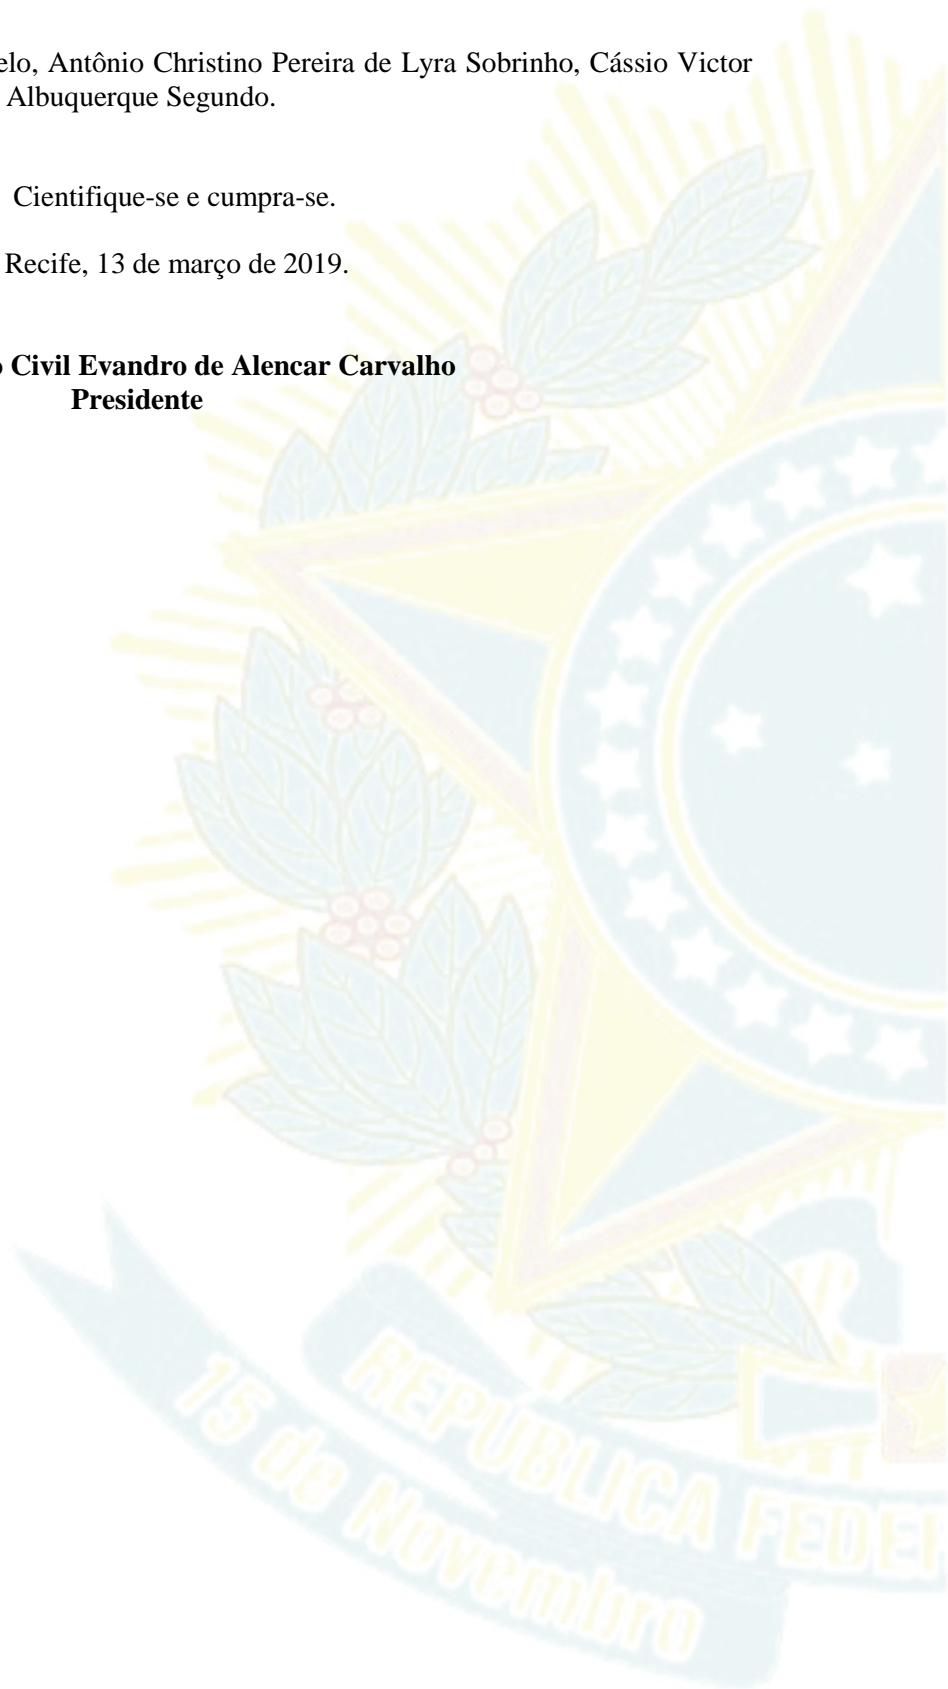 elo, Antônio Christino Pereira de Lyra Sobrinho, Cássio Victor
Albuquerque Segundo.
Cientifique-se e cumpra-se.
Recife, 13 de março de 2019.
o Civil Evandro de Alencar Carvalho
Presidente
REPÚBLICA FEDE
15 de Novembro